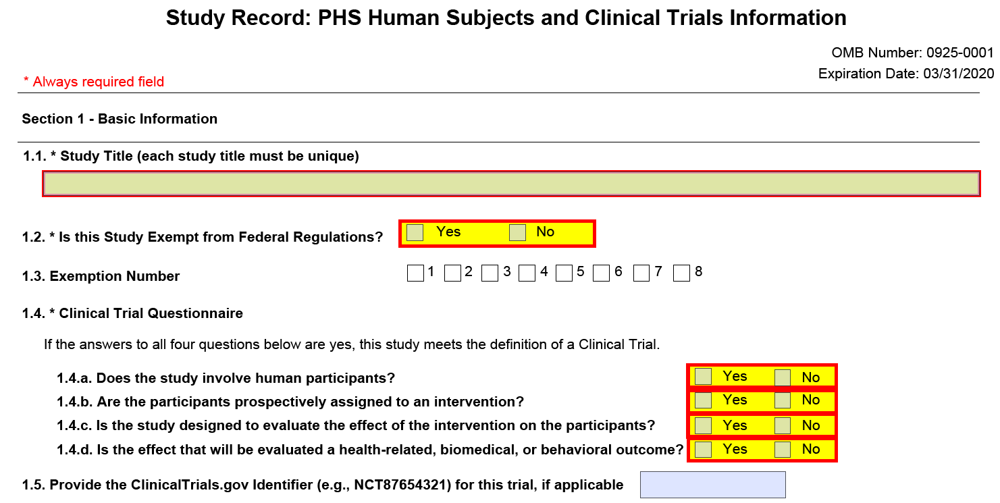 Study Record: PHS Human Subjects and Clinical Trials Information
OMB Number: 0925-0001
Expiration Date: 03/31/2020
* Always required field
Section 1 - Basic Information
1.1. * Study Title (each study title must be unique)
1.2. * Is this Study Exempt from Federal Regulations? Yes No
1.3. Exemption Number 1 2 3 4 5 6 7 8
1.4. * Clinical Trial Questionnaire
If the answers to all four questions below are yes, this study meets the definition of a Clinical Trial.
1.4.a. Does the study involve human participants? Yes No
1.4.b. Are the participants prospectively assigned to an intervention? Yes No
1.4.c. Is the study designed to evaluate the effect of the intervention on the participants? Yes No
1.4.d. Is the effect that will be evaluated a health-related, biomedical, or behavioral outcome? Yes No
1.5. Provide the ClinicalTrials.gov Identifier (e.g., NCT87654321) for this trial, if applicable